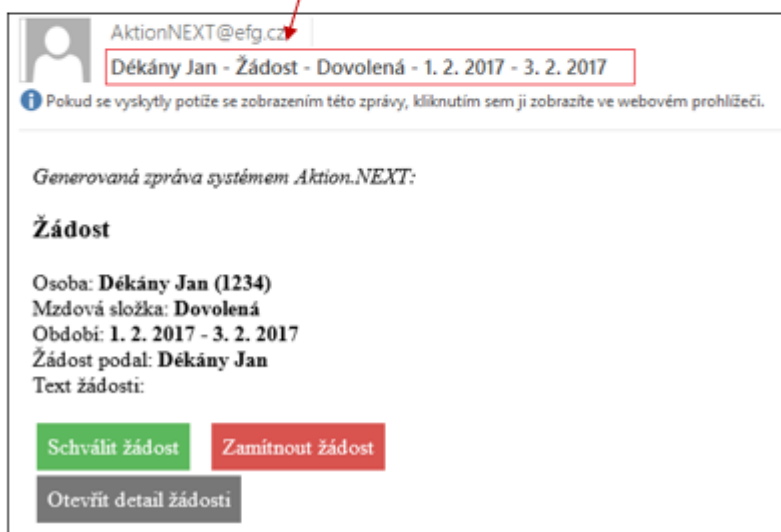 AktionNEXT@efg.cz
Dékány Jan - Žádost - Dovolená - 1. 2. 2017 - 3. 2. 2017
Pokud se vyskytly potíže se zobrazením této zprávy, kliknutím sem ji zobrazíte ve webovém prohlížeči.
Generovaná zpráva systémem Aktion.NEXT:
Žádost
Osoba: Dékány Jan (1234)
Mzdová složka: Dovolená
Období: 1. 2. 2017 - 3. 2. 2017
Žádost podal: Dékány Jan
Text žádosti:
Schválit žádost Zamítnout žádost
Otevřít detail žádosti